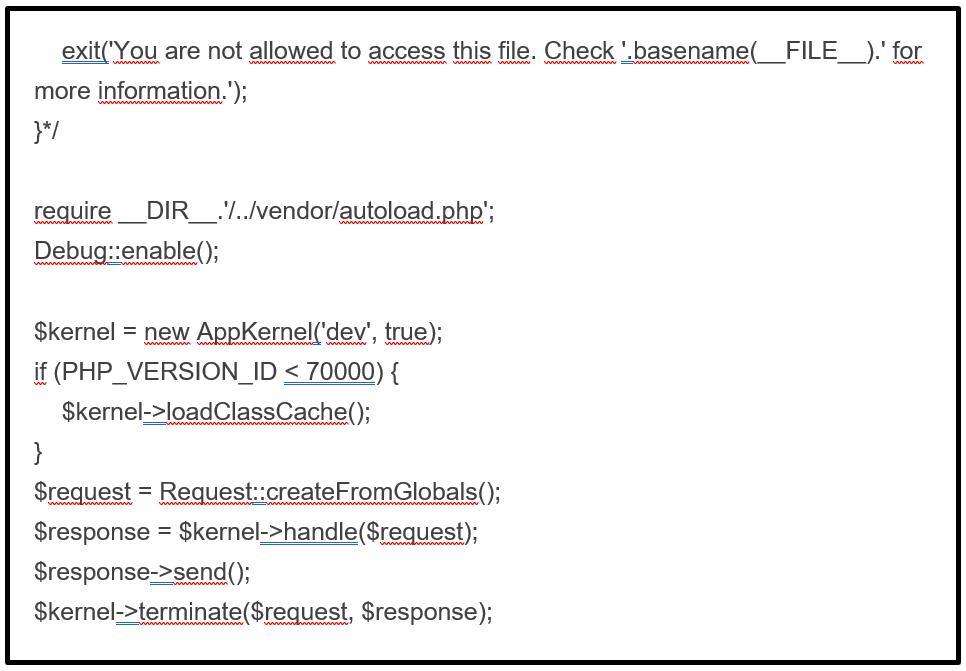 exit('You are not allowed to access this file. Check '.basename(__FILE__).' for
more information.');
}*/
require __DIR__.'/../vendor/autoload.php';
Debug::enable();
$kernel = new AppKernel('dev', true);
if (PHP_VERSION_ID < 70000) {
$kernel->loadClassCache();
}
$request = Request::createFromGlobals();
$response = $kernel->handle($request);
$response->send();
$kernel->terminate($request, $response);